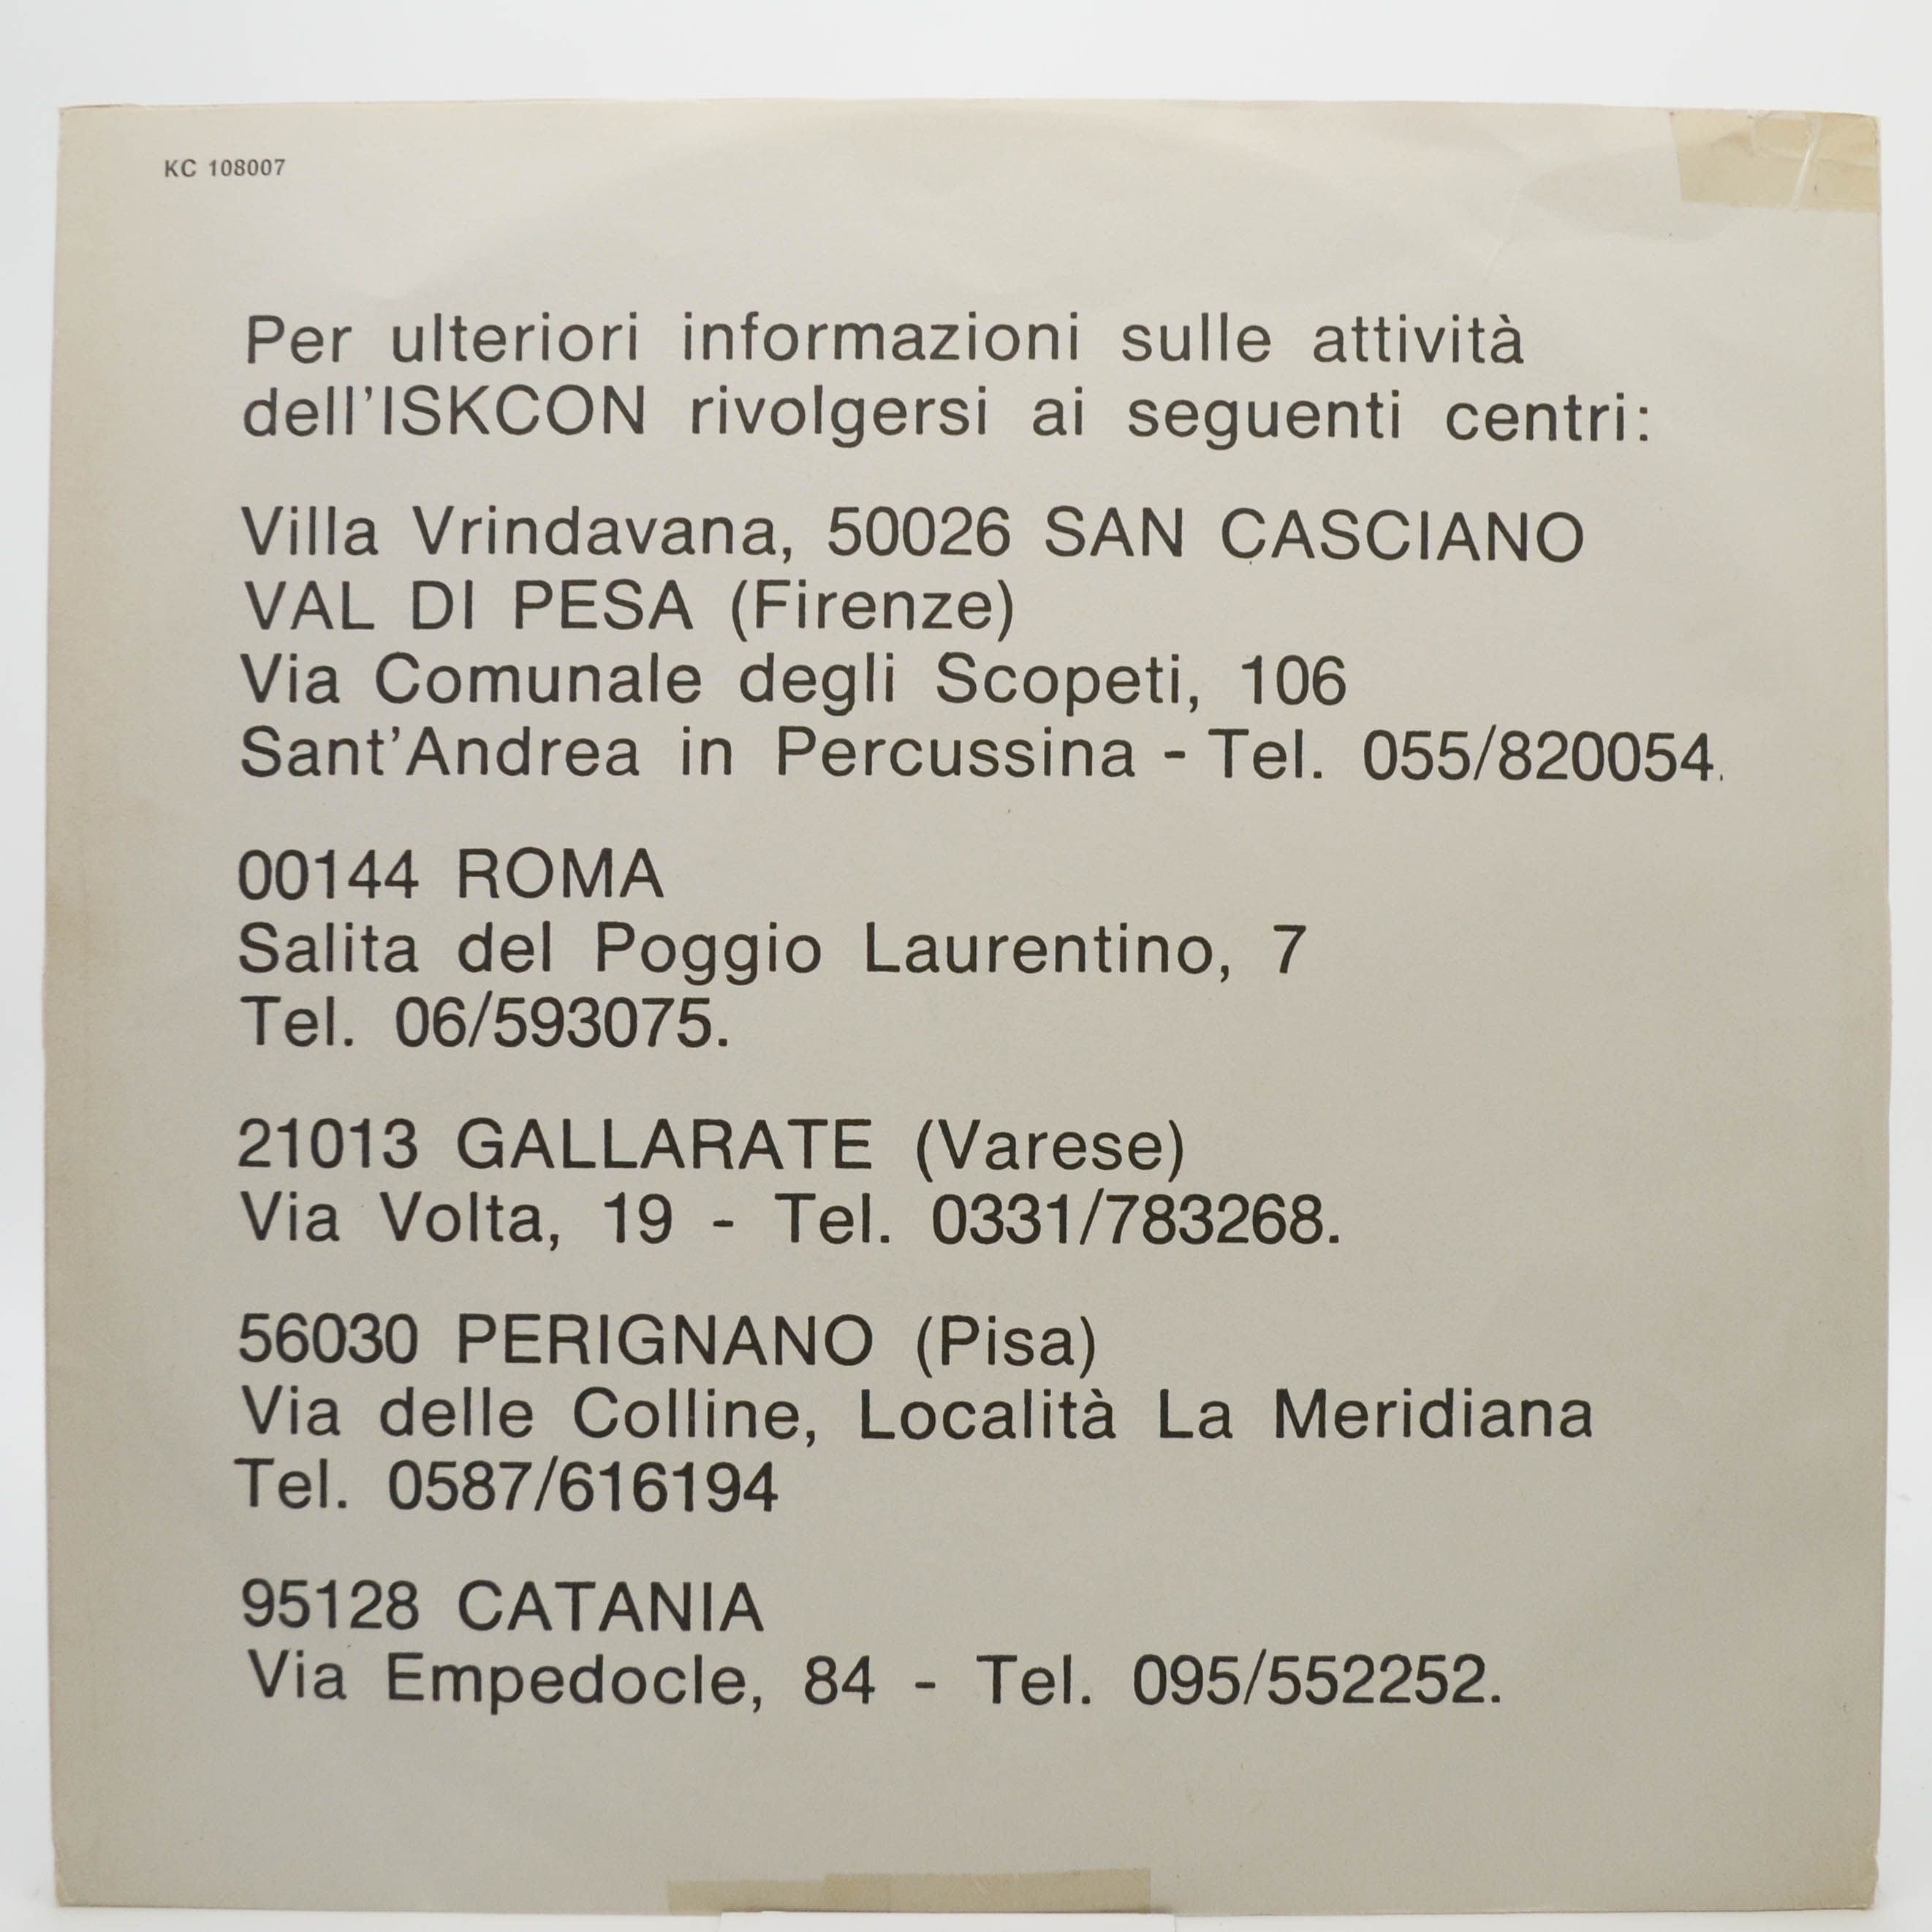 KC 108007
Per ulteriori informazioni sulle attività
dell'ISKCON rivolgersi ai seguenti centri:
Villa Vrindavana, 50026 SAN CASCIANO
VAL DI PESA (Firenze)
Via Comunale degli Scopeti, 106
Sant'Andrea in Percussina - Tel. 055/820054.
00144 ROMA
Salita del Poggio Laurentino, 7
Tel. 06/593075.
21013 GALLARATE (Varese)
Via Volta, 19 - Tel. 0331/783268.
56030 PERIGNANO (Pisa)
Via delle Colline, Località La Meridiana
Tel. 0587/616194
95128 CATANIA
Via Empedocle, 84 - Tel. 095/552252.